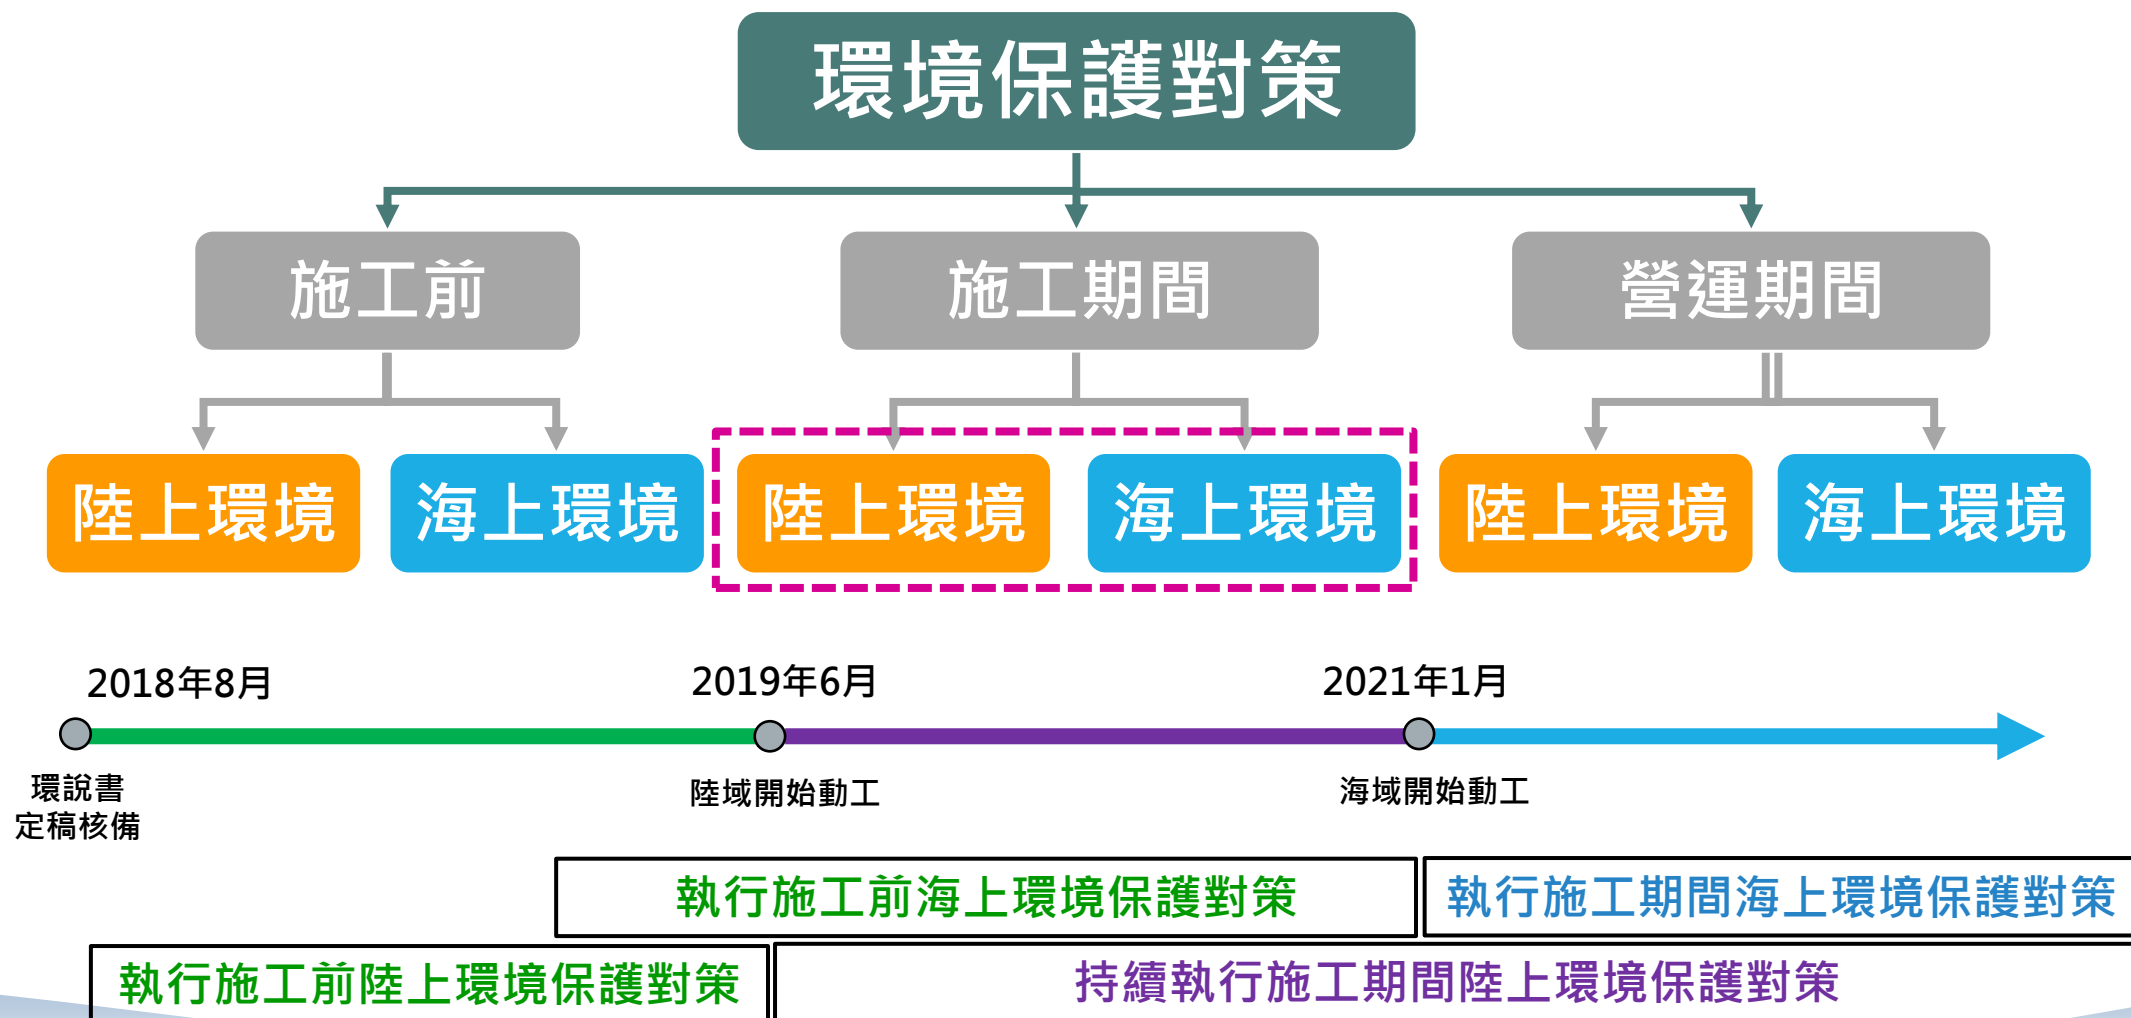 環境保護對策
施工前
施工期間
營運期間
陸上環境
海上環境
陸上環境
海上環境
陸上環境
海上環境
2018年8月
2019年6月
2021年1月
環說書
定稿核備
陸域開始動工
海域開始動工
執行施工前海上環境保護對策
執行施工期間海上環境保護對策
執行施工前陸上環境保護對策
持續執行施工期間陸上環境保護對策